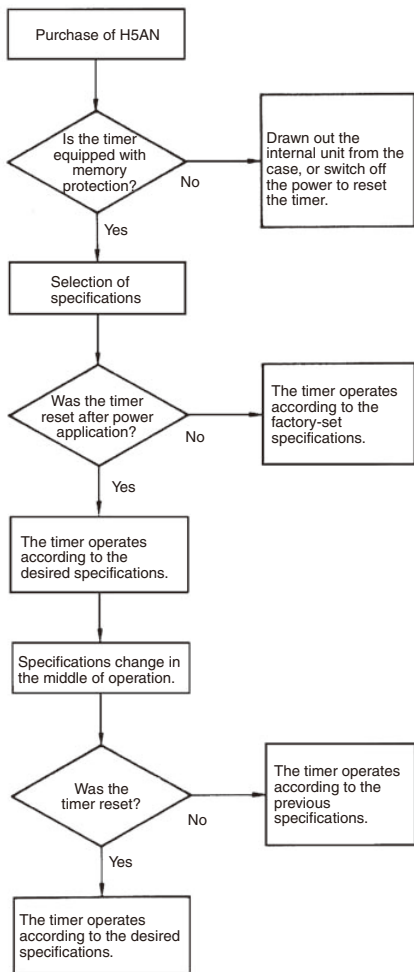 Purchase of H5AN
Is the timer
equipped with
memory
protection?
No
Drawn out the
internal unit from the
case, or switch off
the power to reset
the timer.
Yes
Selection of
specifications
Was the timer
reset after power
application?
No
The timer operates
according to the
factory-set
specifications.
Yes
The timer operates
according to the
desired specifications.
Specifications change in
the middle of operation.
Was the
timer reset?
No
The timer operates
according to the
previous
specifications.
Yes
The timer operates
according to the desired
specifications.